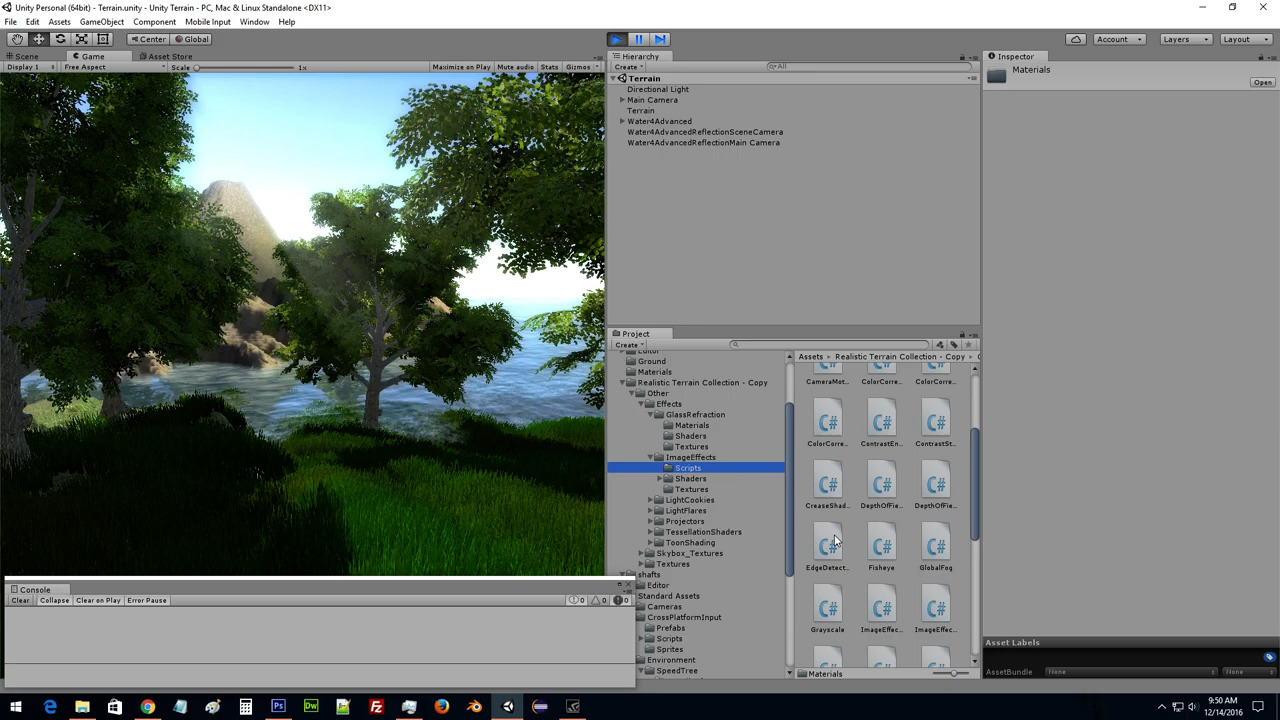 Unity Personal (64bit) - Terrain.unity - Unity Terrain - PC, Mac & Linux Standalone <DX11>
File Edit Assets GameObject Component Mobile Input Window Help
Center Global Account Layers Layout
Scene Game Asset Store
Display 1 Free Aspect Scale 1x Maximize on Play Mute audio Stats Gizmos
Hierarchy
Create All
Terrain
Directional Light
Main Camera
Terrain
Water4Advanced
Water4AdvancedReflectionSceneCamera
Water4AdvancedReflectionMain Camera
Inspector
Materials
Open
Project
Create
Editor
Ground
Materials
Realistic Terrain Collection - Copy
Other
Effects
GlassRefraction
Materials
Shaders
Textures
ImageEffects
Scripts
Shaders
Textures
LightCookies
LightFlares
Projectors
TessellationShaders
ToonShading
Skybox_Textures
Textures
shafts
Editor
Standard Assets
Cameras
CrossPlatformInput
Prefabs
Scripts
Sprites
Environment
SpeedTree
Assets Realistic Terrain Collection - Copy
CameraMot... ColorCorre... ColorCorre...
C# C# C#
ColorCorre... ContrastEn... ContrastSt...
C# C# C#
CreaseShad... DepthOfFie... DepthOfFie...
C# C# C#
EdgeDetect... Fisheye GlobalFog
C# C# C#
Grayscale ImageEffec... ImageEffec...
Materials
Asset Labels
AssetBundle None None
Console
Clear Collapse Clear on Play Error Pause 0 0 0
9:50 AM
12/14/2016